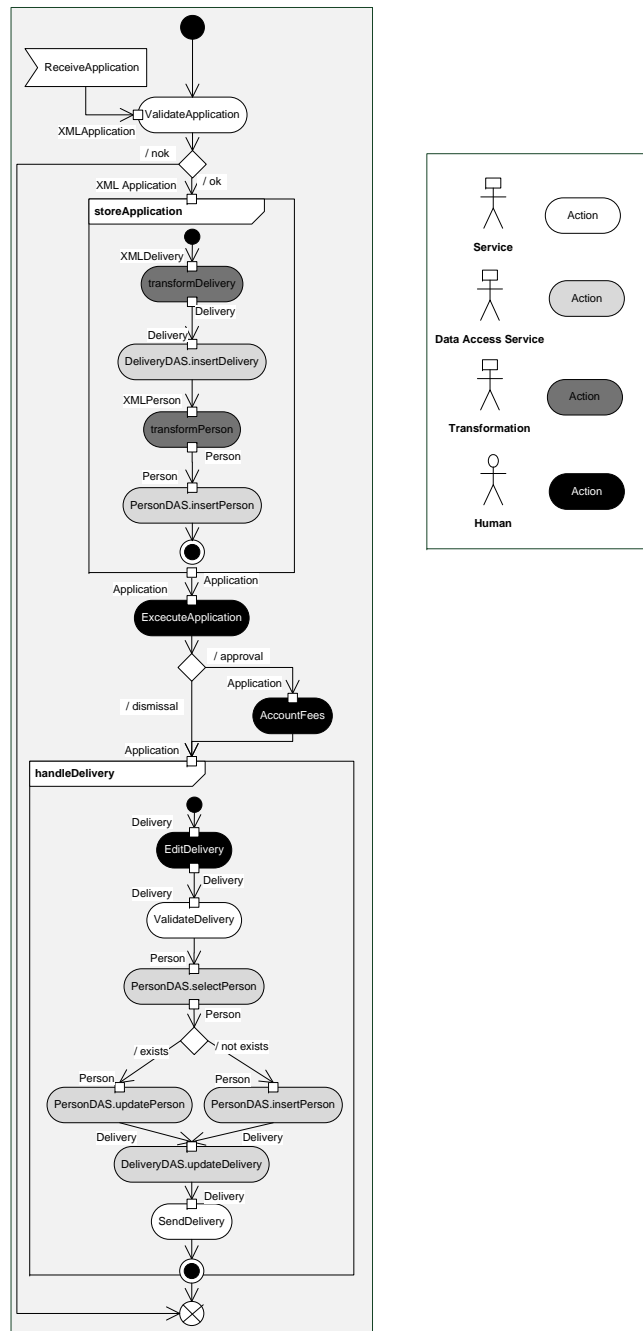 ReceiveApplication
ValidateApplication
XMLApplication
/ nok
/ ok
XML Application
storeApplication
XMLDelivery
transformDelivery
Delivery
Delivery
DeliveryDAS.insertDelivery
XMLPerson
transformPerson
Person
Person
PersonDAS.insertPerson
Application
Application
ExcecuteApplication
/ approval
Application
/ dismissal
AccountFees
Application
handleDelivery
Delivery
EditDelivery
Delivery
Delivery
ValidateDelivery
Person
PersonDAS.selectPerson
Person
/ exists
/ not exists
Person
Person
PersonDAS.updatePerson
PersonDAS.insertPerson
Delivery
Delivery
DeliveryDAS.updateDelivery
Delivery
SendDelivery
Action
Service
Action
Data Access Service
Action
Transformation
Action
Human